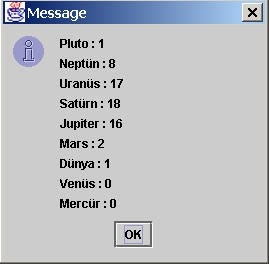 Message
Pluto : 1
Neptün : 8
Uranüs : 17
Satürn : 18
Jupiter : 16
Mars : 2
Dünya : 1
Venüs : 0
Mercür : 0
OK